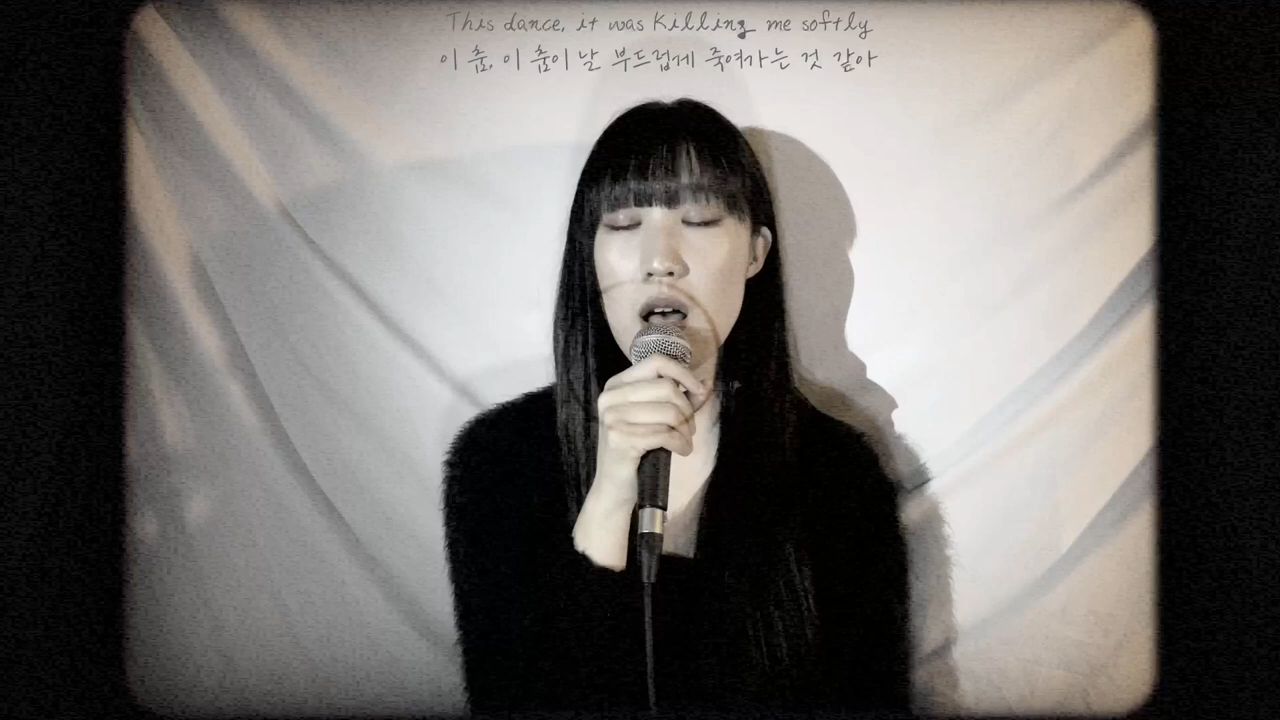 This dance, it was Killing me softly
이 춤, 이 춤이 날 부드럽게 죽여가는 것 같아